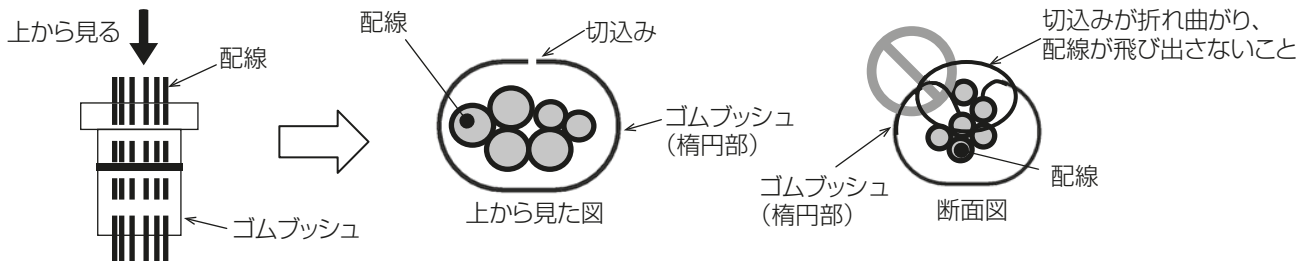 上から見る
配線
ゴムブッシュ
配線
切込み
ゴムブッシュ
（楕円部）
上から見た図
切込みが折れ曲がり、
配線が飛び出さないこと
ゴムブッシュ
（楕円部）
配線
断面図